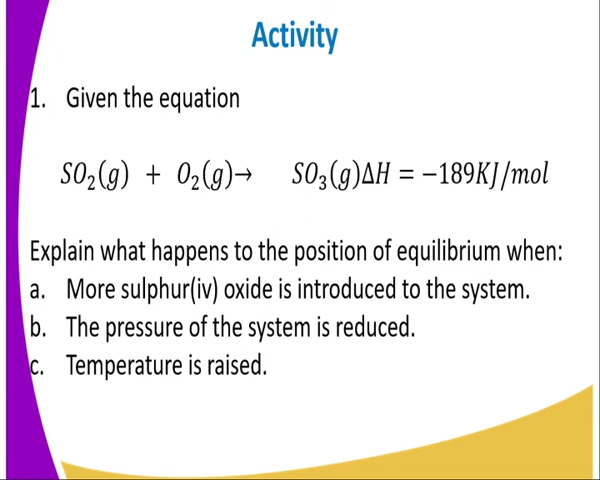 Activity
1. Given the equation
SO₂(g) + O₂(g)→ SO₃(g)ΔH = −189KJ/mol
Explain what happens to the position of equilibrium when:
a. More sulphur(iv) oxide is introduced to the system.
b. The pressure of the system is reduced.
c. Temperature is raised.